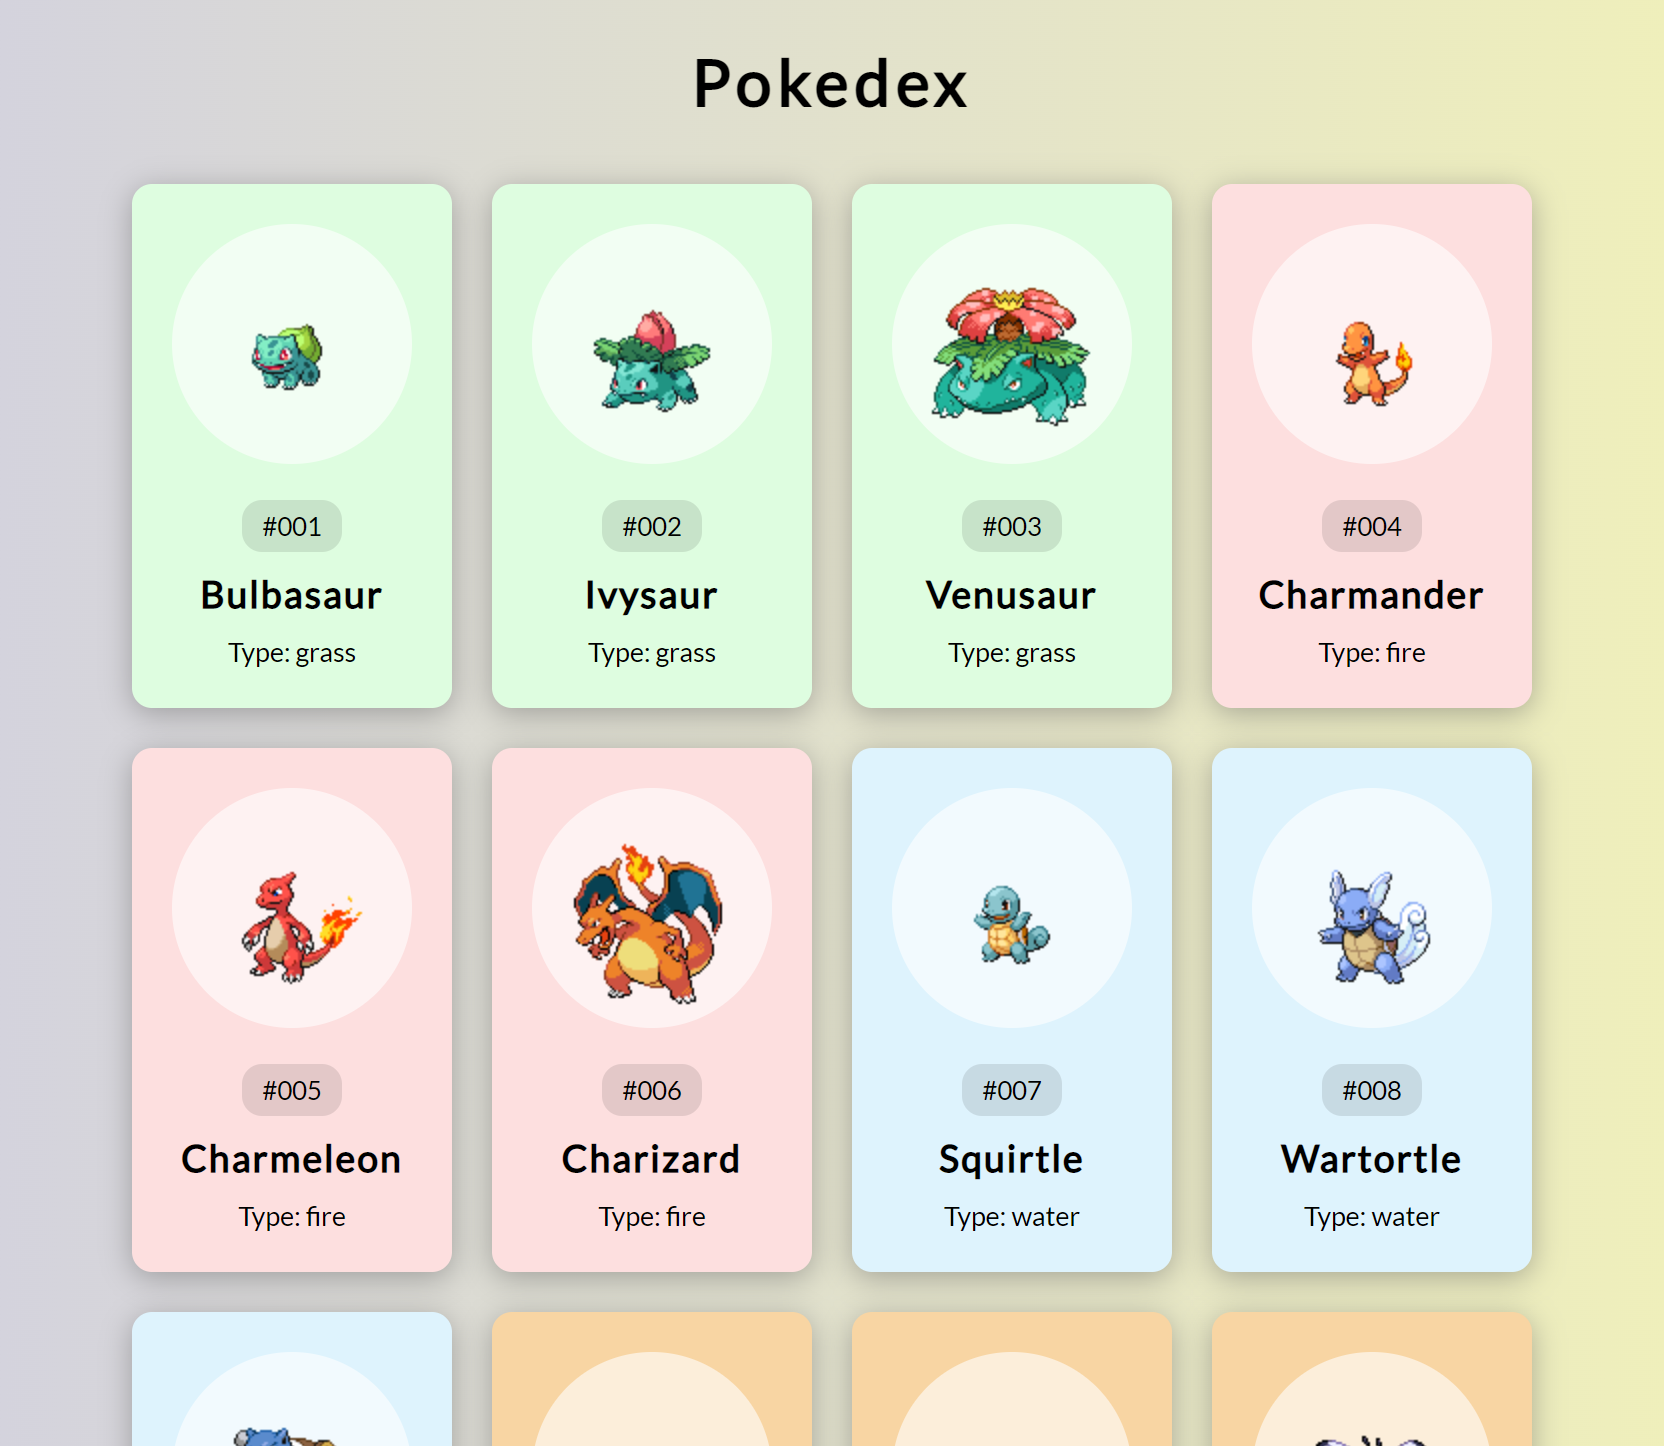 Pokedex
#001
Bulbasaur
Type: grass
#002
Ivysaur
Type: grass
#003
Venusaur
Type: grass
#004
Charmander
Type: fire
#005
Charmeleon
Type: fire
#006
Charizard
Type: fire
#007
Squirtle
Type: water
#008
Wartortle
Type: water